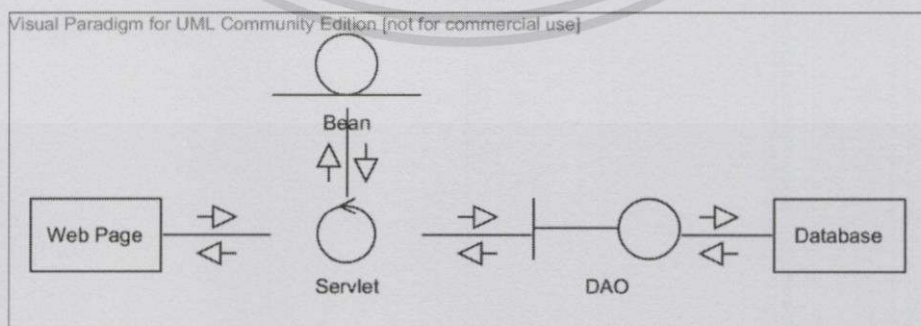 Visual Paradigm for UML Community Edition [not for commercial use]
Bean
Web Page
Servlet
DAO
Database